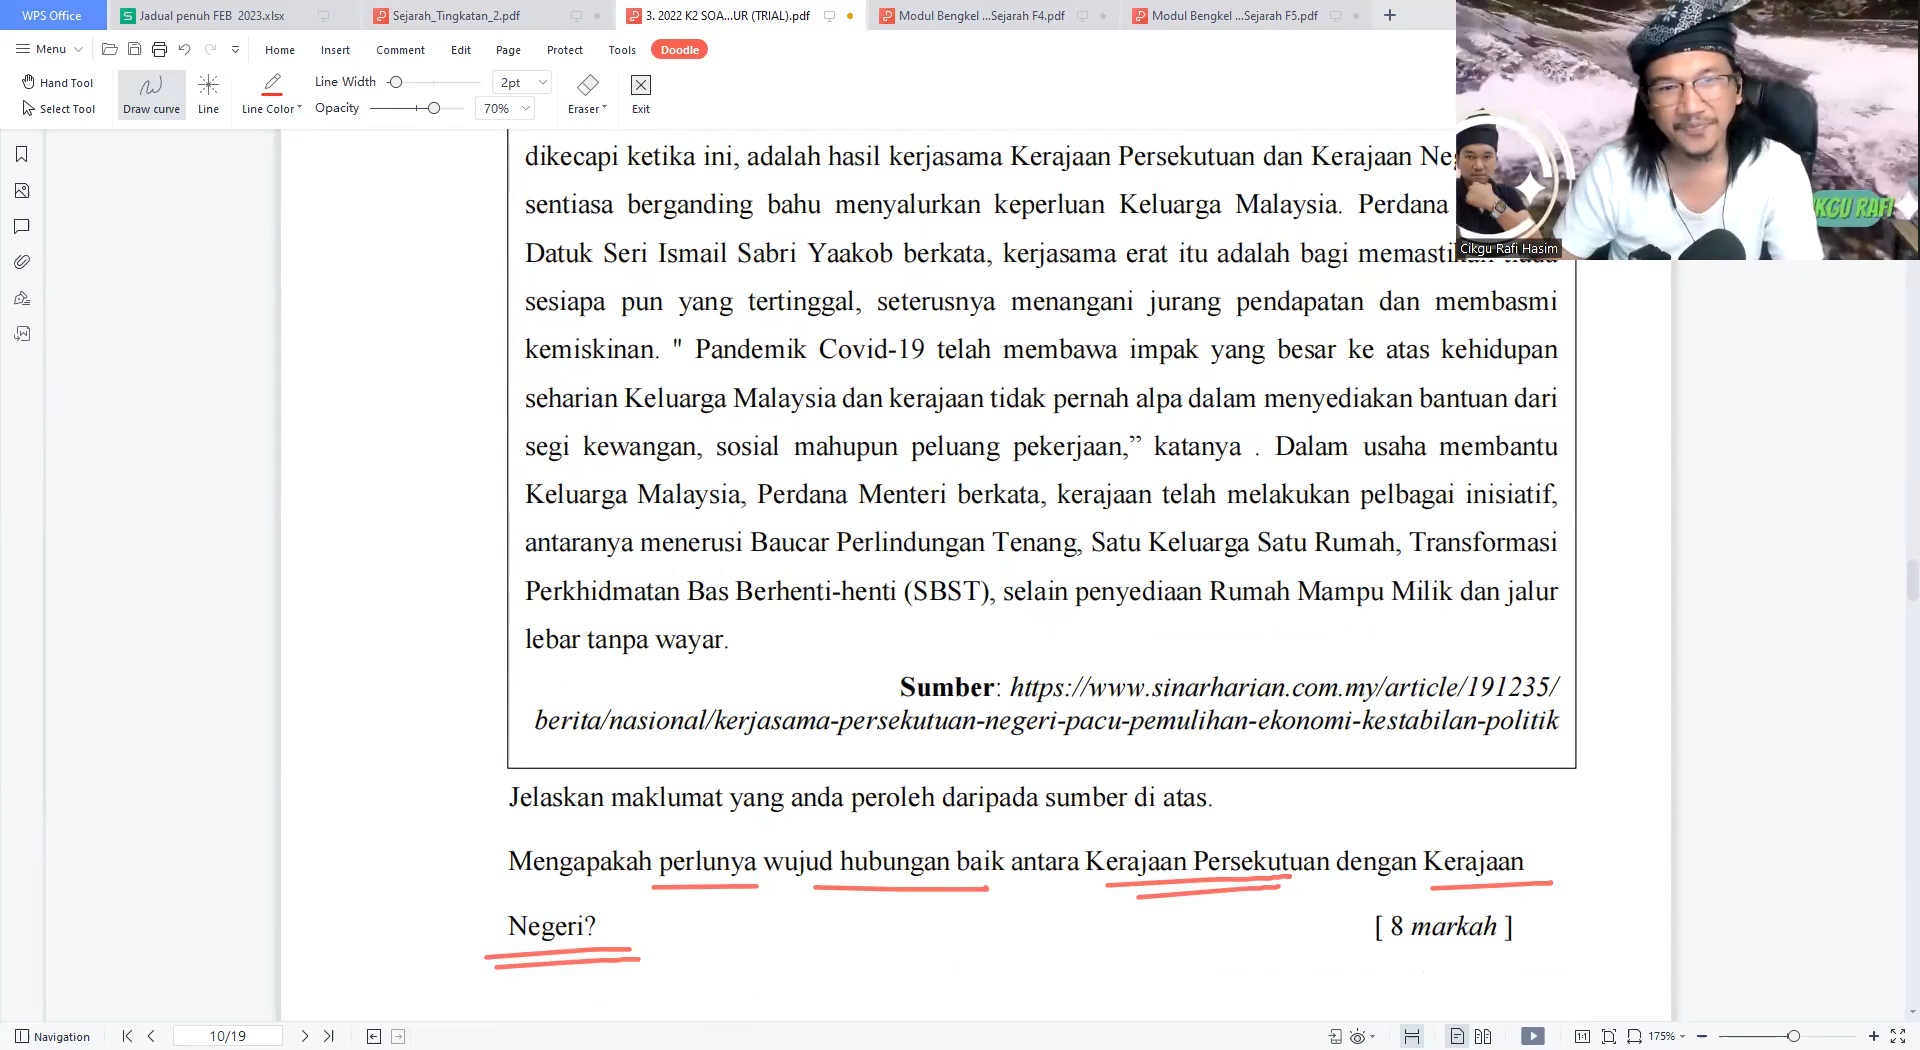 WPS Office
Jadual penuh FEB 2023.xlsx
Sejarah_Tingkatan_2.pdf
3. 2022 K2 SOA...UR (TRIAL).pdf
Modul Bengkel ...Sejarah F4.pdf
Modul Bengkel ...Sejarah F5.pdf
Menu
Home
Insert
Comment
Edit
Page
Protect
Tools
Doodle
Hand Tool
Select Tool
Draw curve
Line
Line Color
Line Width
2pt
Opacity
70%
Eraser
Exit
KGU RAFI
Cikgu Rafi Hasim
dikecapi ketika ini, adalah hasil kerjasama Kerajaan Persekutuan dan Kerajaan
sentiasa berganding bahu menyalurkan keperluan Keluarga Malaysia. Perdana
Datuk Seri Ismail Sabri Yaakob berkata, kerjasama erat itu adalah bagi memastikan tiada
sesiapa pun yang tertinggal, seterusnya menangani jurang pendapatan dan membasmi
kemiskinan. " Pandemik Covid-19 telah membawa impak yang besar ke atas kehidupan
seharian Keluarga Malaysia dan kerajaan tidak pernah alpa dalam menyediakan bantuan dari
segi kewangan, sosial mahupun peluang pekerjaan,” katanya . Dalam usaha membantu
Keluarga Malaysia, Perdana Menteri berkata, kerajaan telah melakukan pelbagai inisiatif,
antaranya menerusi Baucar Perlindungan Tenang, Satu Keluarga Satu Rumah, Transformasi
Perkhidmatan Bas Berhenti-henti (SBST), selain penyediaan Rumah Mampu Milik dan jalur
lebar tanpa wayar.
Sumber: https://www.sinarharian.com.my/article/191235/
berita/nasional/kerjasama-persekutuan-negeri-pacu-pemulihan-ekonomi-kestabilan-politik
Jelaskan maklumat yang anda peroleh daripada sumber di atas.
Mengapakah perlunya wujud hubungan baik antara Kerajaan Persekutuan dengan Kerajaan
Negeri? [ 8 markah ]
Navigation
10/19
175%